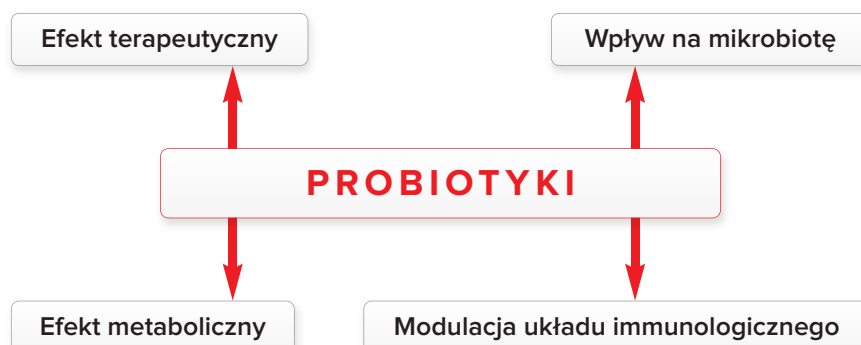 Efekt terapeutyczny
Wpływ na mikrobiotę
PROBIOTYKI
Efekt metaboliczny
Modulacja układu immunologicznego